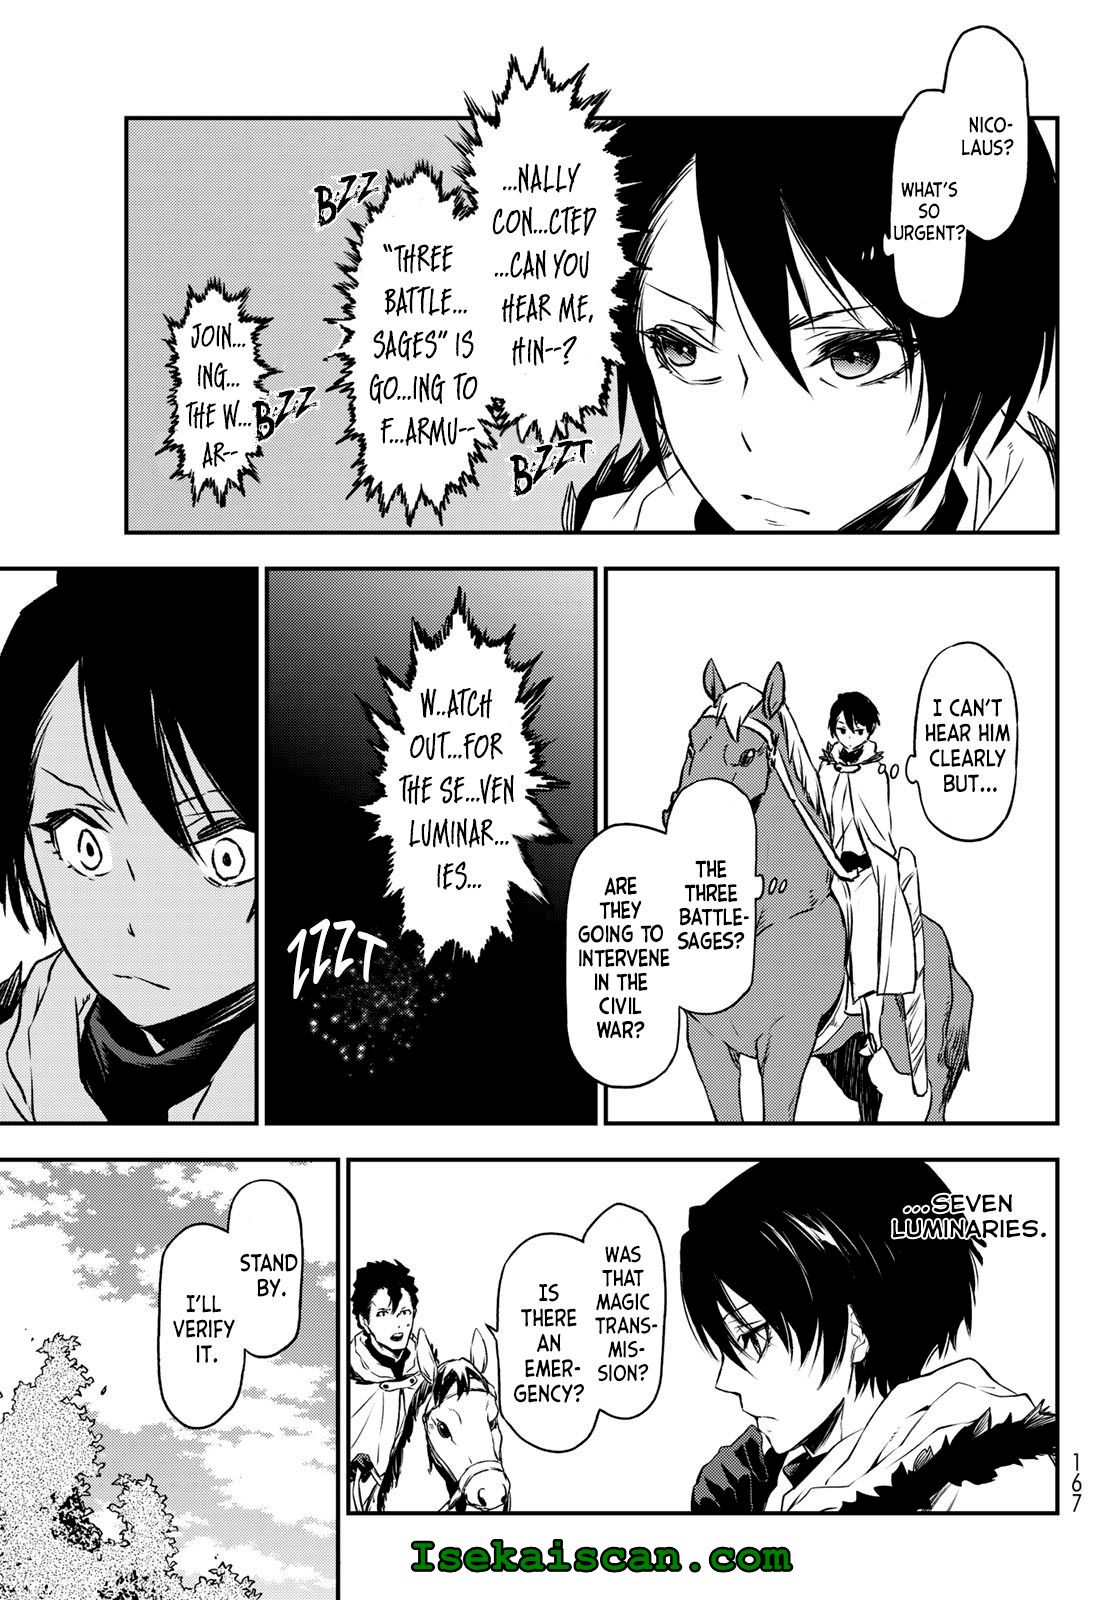 NICO-
LAUS?
WHAT'S
SO
URGENT?
...NALLY
CON...CTED
...CAN YOU
HEAR ME,
HIN--?
BZZT
BZZ
"THREE
BATTLE...
SAGES" IS
GO...ING TO
F...ARMU--
BZZ
JOIN...
ING...
THE W...
AR--
I CAN'T
HEAR HIM
CLEARLY
BUT...
THE
THREE
BATTLE-
SAGES?
ARE
THEY
GOING TO
INTERVENE
IN THE
CIVIL
WAR?
W..ATCH
OUT...FOR
THE SE...VEN
LUMINAR...
IES...
ZZZT
...SEVEN
LUMINARIES.
WAS
THAT
MAGIC
TRANS-
MIS-
SION?
IS
THERE
AN
EMER-
GENCY?
STAND
BY.
I'LL
VERIFY
IT.
167
Isekaiscan.com